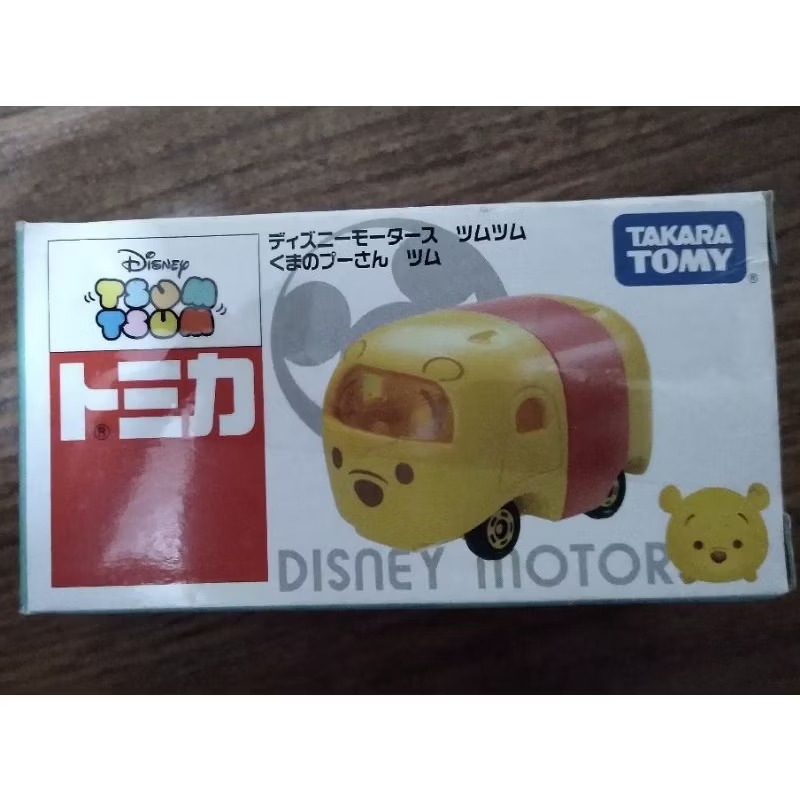 Disney
TSUM
TSUM
トミカ
®
ディズニーモータース ツムツム
くまのプーさん ツム
TAKARA
TOMY
®
DISNEY MOTORS